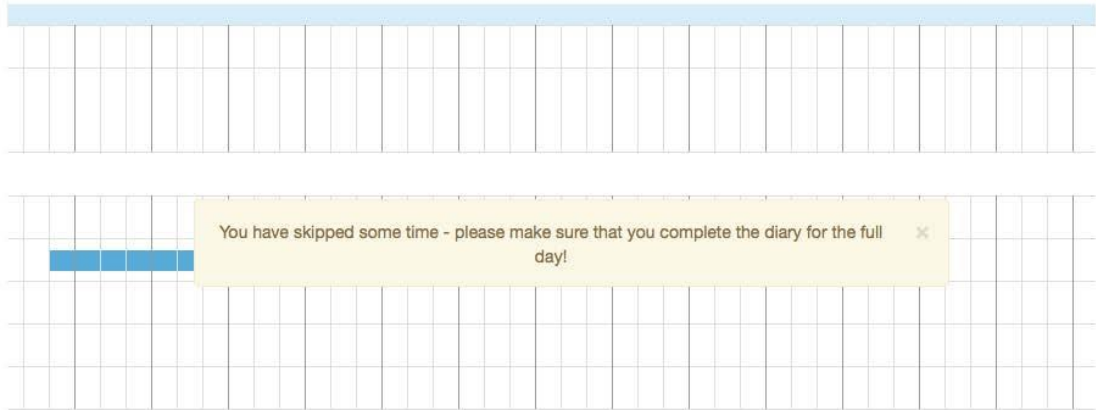 You have skipped some time - please make sure that you complete the diary for the full
day!